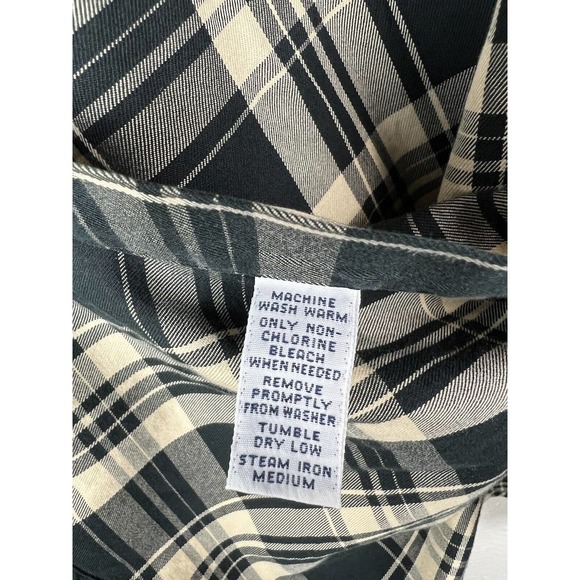 MACHINE
WASH WARM
ONLY NON-
CHLORINE
BLEACH
WHEN NEEDED
REMOVE
PROMPTLY
FROM WASHER
TUMBLE
DRY LOW
STEAM IRON
MEDIUM